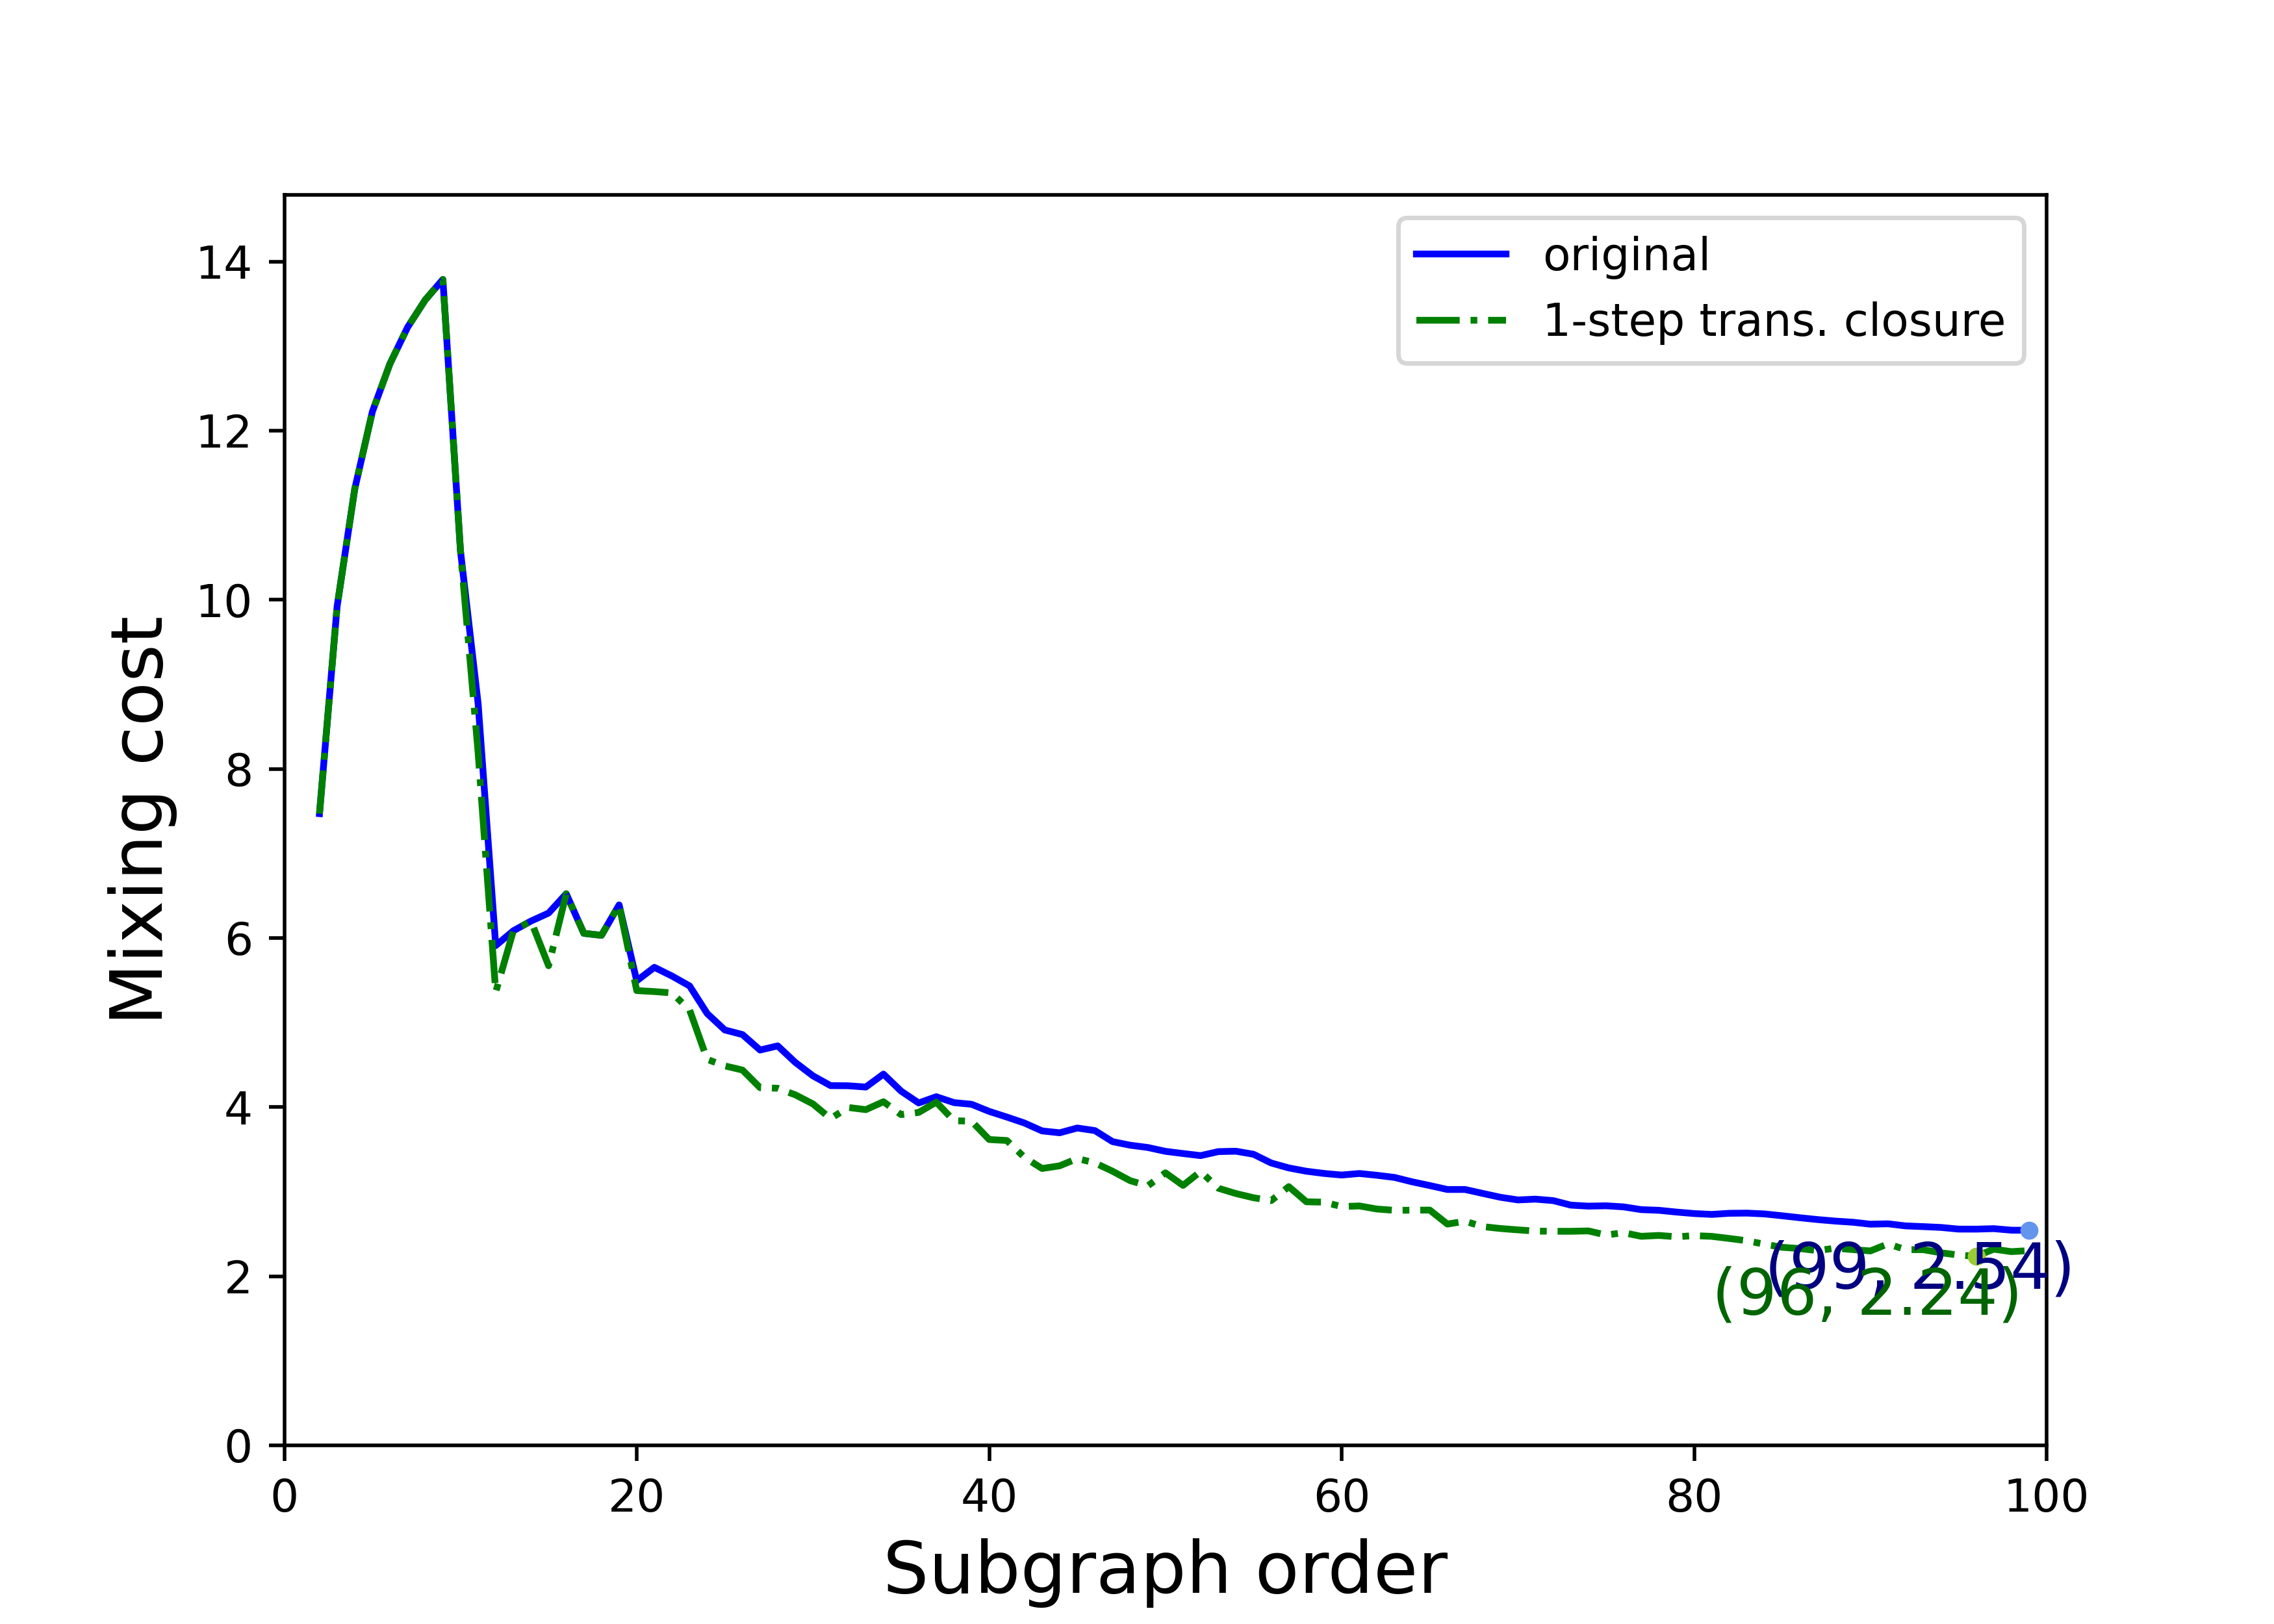 original
1-step trans. closure
14
12
10
8
6
4
2
0
Mixing cost
(99, 2.54)
(96, 2.24)
0 20 40 60 80 100
Subgraph order